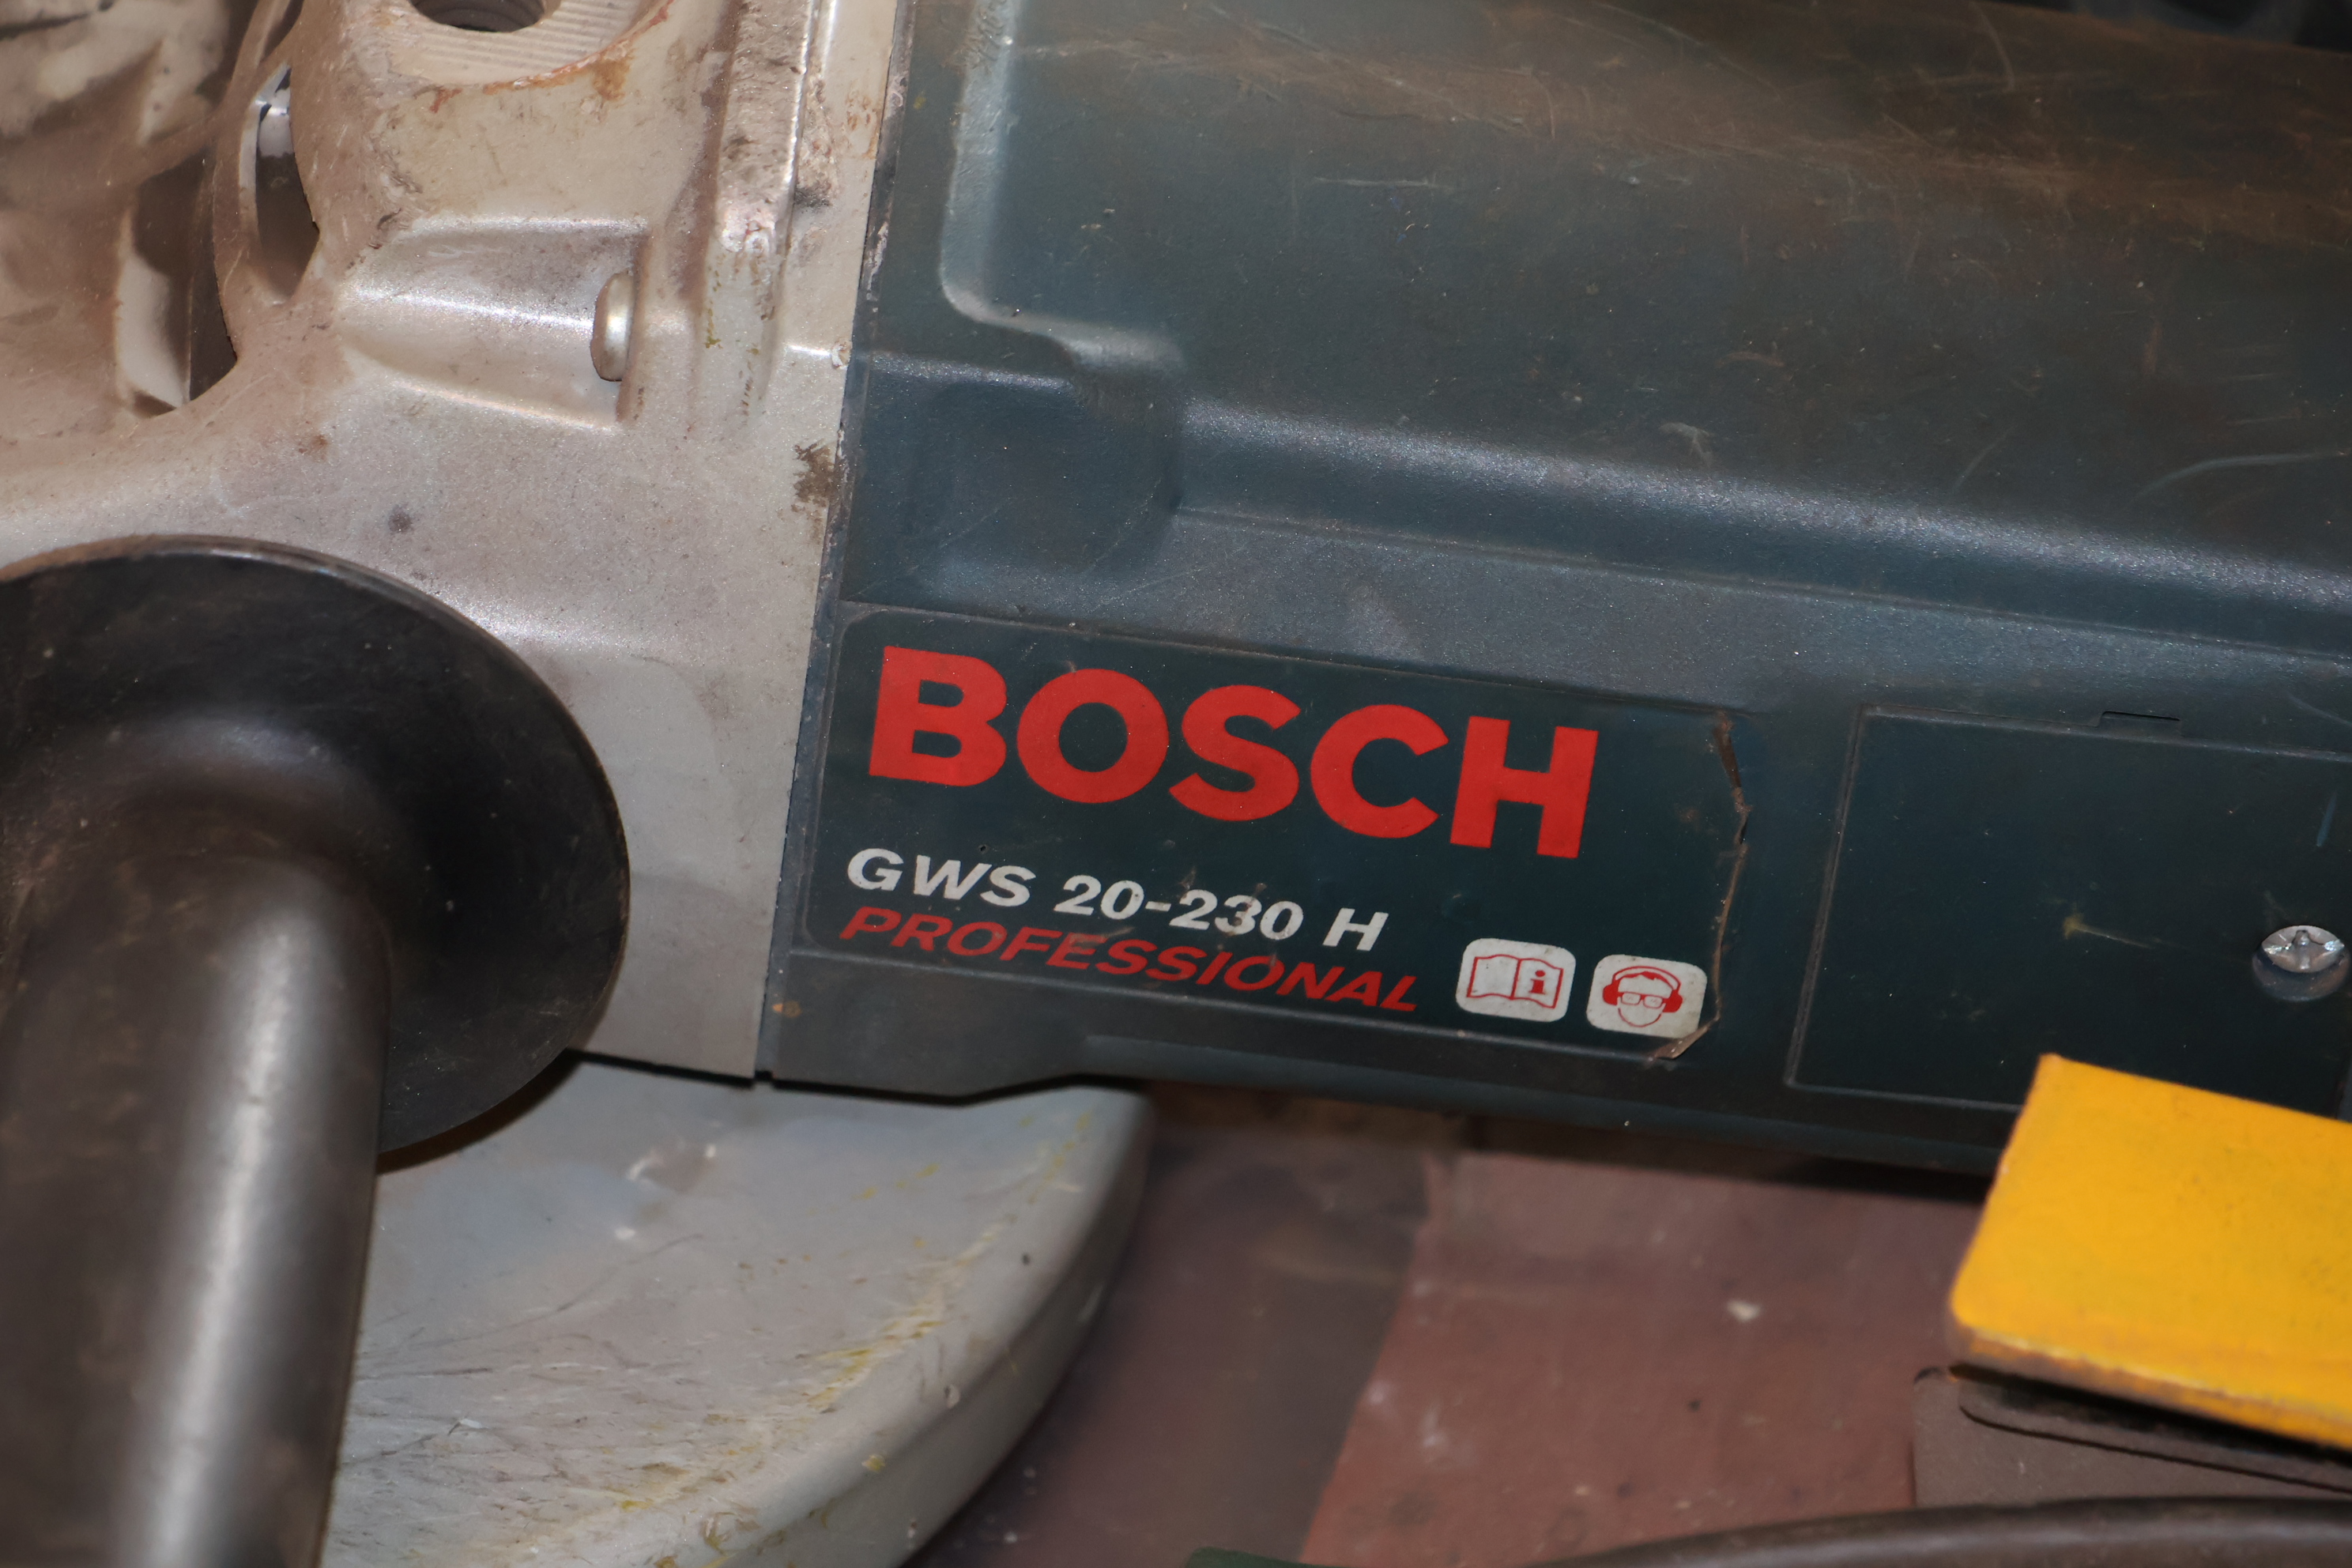 BOSCH
GWS 20-230 H
PROFESSIONAL
i